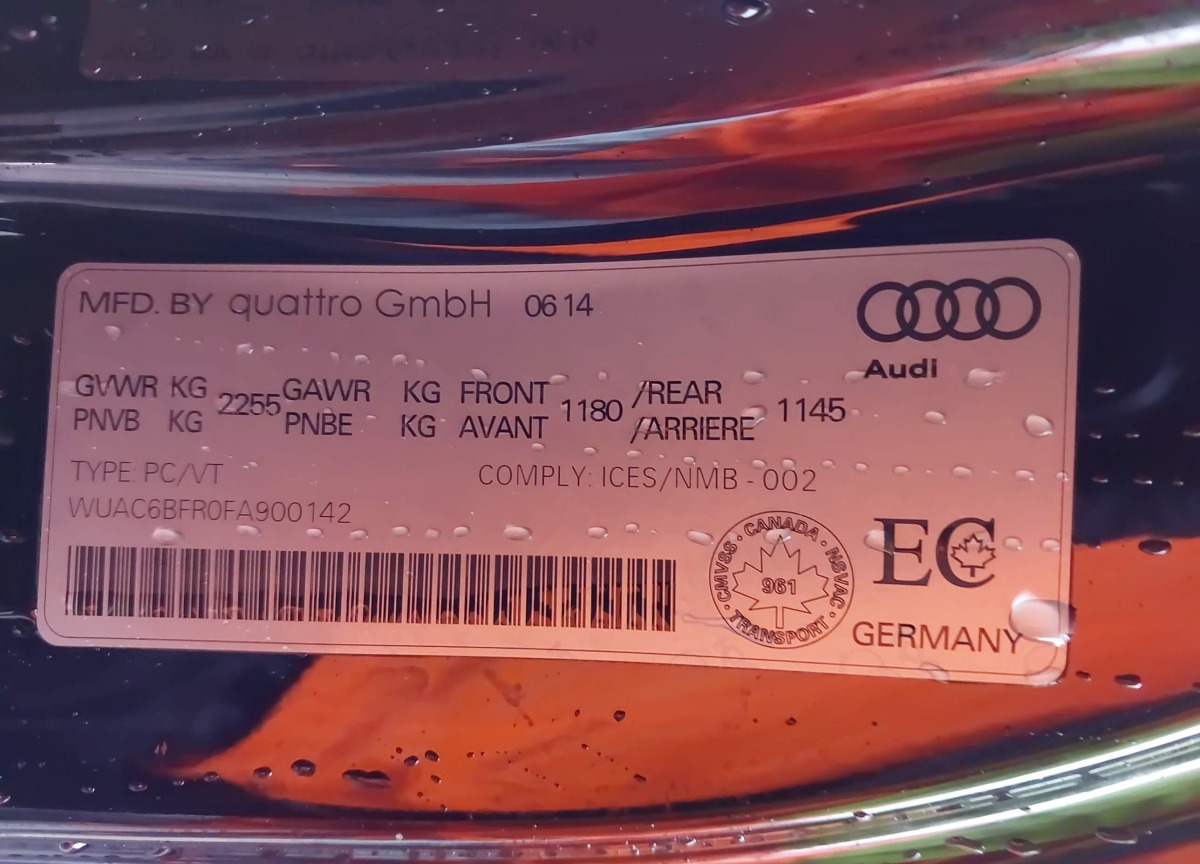 MFD. BY quattro GmbH 06 14
Audi
GVWR KG 2255 GAWR KG FRONT 1180 /REAR 1145
PNVB KG PNBE KG AVANT /ARRIERE
TYPE: PC/VT COMPLY: ICES/NMB - 002
WUAC6BFR0FA900142
CANADA · NSVAC · TRANSPORT · CMVSS ·
961
EC
GERMANY